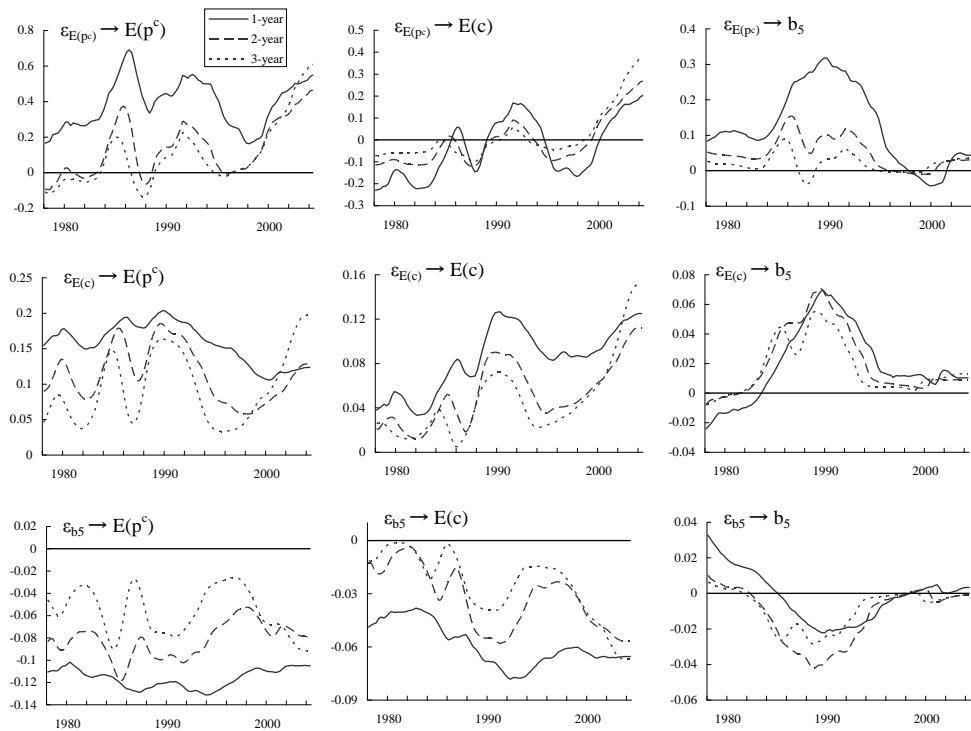 ε_E(p^c) → E(p^c)
1-year
2-year
3-year
0.8
0.6
0.4
0.2
0
-0.2
1980 1990 2000
ε_E(p^c) → E(c)
0.5
0.4
0.3
0.2
0.1
0
-0.1
-0.2
-0.3
1980 1990 2000
ε_E(p^c) → b_5
0.4
0.3
0.2
0.1
0
-0.1
1980 1990 2000
ε_E(c) → E(p^c)
0.25
0.2
0.15
0.1
0.05
0
1980 1990 2000
ε_E(c) → E(c)
0.16
0.12
0.08
0.04
0
1980 1990 2000
ε_E(c) → b_5
0.08
0.06
0.04
0.02
0
-0.02
-0.04
1980 1990 2000
ε_b5 → E(p^c)
0.02
0
-0.02
-0.04
-0.06
-0.08
-0.1
-0.12
-0.14
1980 1990 2000
ε_b5 → E(c)
0
-0.03
-0.06
-0.09
1980 1990 2000
ε_b5 → b_5
0.04
0.02
0
-0.02
-0.04
-0.06
1980 1990 2000